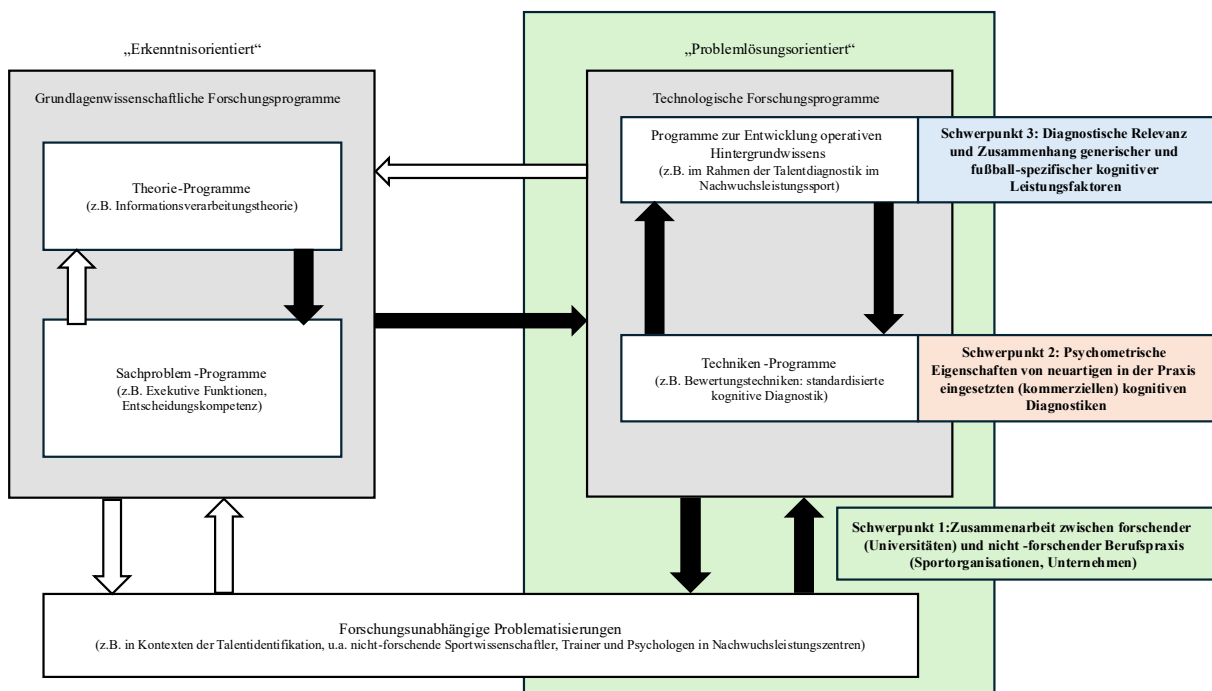 „Erkenntnisorientiert“
Grundlagenwissenschaftliche Forschungsprogramme
Theorie-Programme
(z.B. Informationsverarbeitungstheorie)
Sachproblem-Programme
(z.B. Exekutive Funktionen,
Entscheidungskompetenz)
„Problemlösungsorientiert“
Technologische Forschungsprogramme
Programme zur Entwicklung operativen
Hintergrundwissens
(z.B. im Rahmen der Talentdiagnostik im
Nachwuchsleistungssport)
Schwerpunkt 3: Diagnostische Relevanz
und Zusammenhang generischer und
fußball-spezifischer kognitiver
Leistungsfaktoren
Techniken -Programme
(z.B. Bewertungstechniken: standardisierte
kognitive Diagnostik)
Schwerpunkt 2: Psychometrische
Eigenschaften von neuartigen in der Praxis
eingesetzten (kommerziellen) kognitiven
Diagnostiken
Schwerpunkt 1:Zusammenarbeit zwischen forschender
(Universitäten) und nicht -forschender Berufspraxis
(Sportorganisationen, Unternehmen)
Forschungsunabhängige Problematisierungen
(z.B. in Kontexten der Talentidentifikation, u.a. nicht-forschende Sportwissenschaftler, Trainer und Psychologen in Nachwuchsleistungszentren)